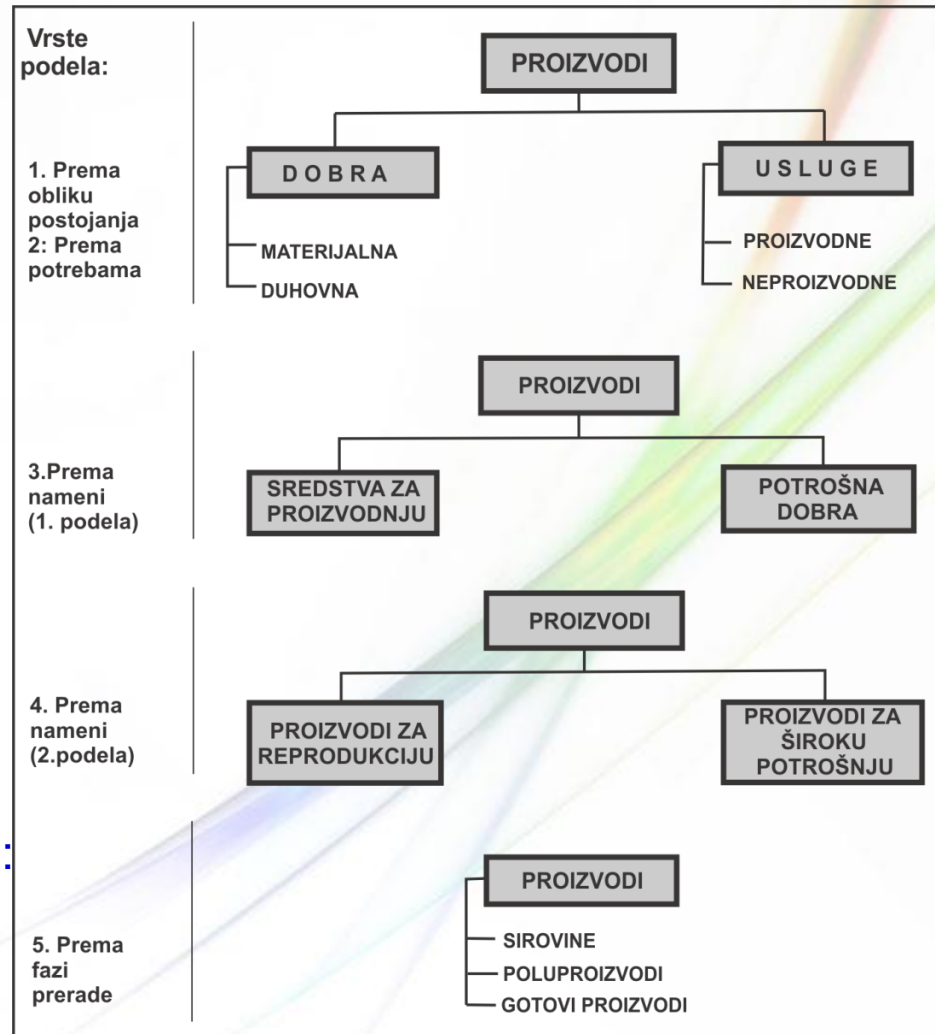 Vrste
podela:
PROIZVODI
1. Prema
obliku
postojanja
2: Prema
potrebama
D O B R A
MATERIJALNA
DUHOVNA
U S L U G E
PROIZVODNE
NEPROIZVODNE
3.Prema
nameni
(1. podela)
PROIZVODI
SREDSTVA ZA
PROIZVODNJU
POTROŠNA
DOBRA
4. Prema
nameni
(2.podela)
PROIZVODI
PROIZVODI ZA
REPRODUKCIJU
PROIZVODI ZA
ŠIROKU
POTROŠNJU
:
5. Prema
fazi
prerade
PROIZVODI
SIROVINE
POLUPROIZVODI
GOTOVI PROIZVODI